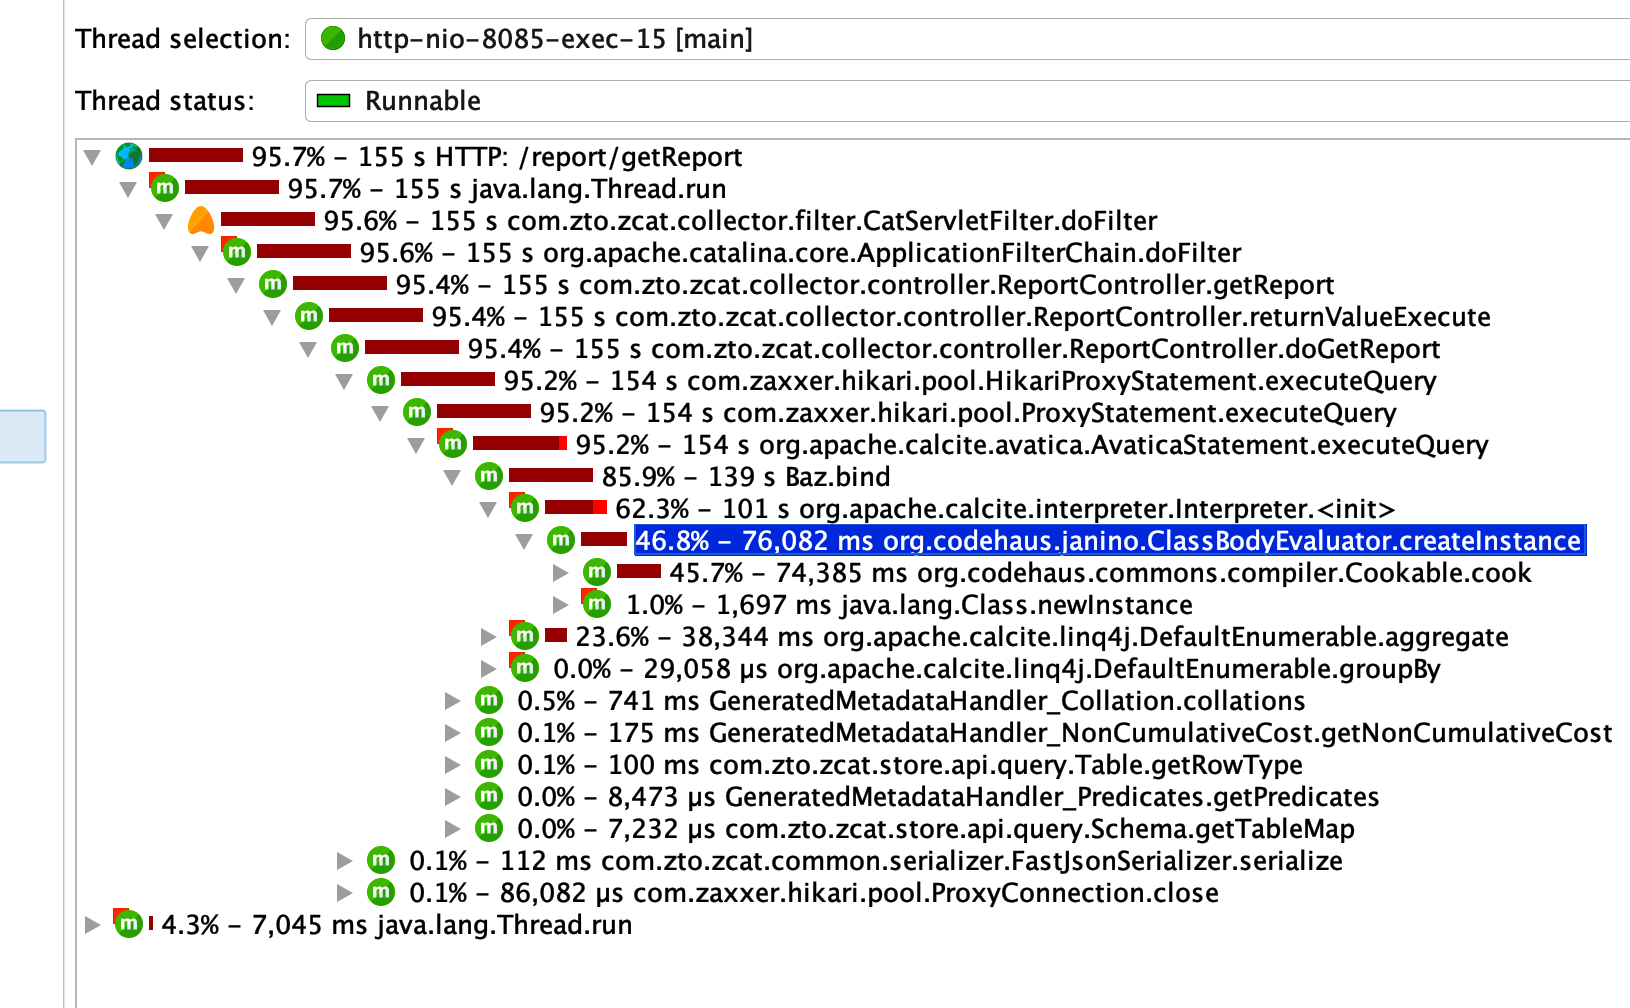 Thread selection: http-nio-8085-exec-15 [main]
Thread status: Runnable
95.7% - 155 s HTTP: /report/getReport
m 95.7% - 155 s java.lang.Thread.run
95.6% - 155 s com.zto.zcat.collector.filter.CatServletFilter.doFilter
m 95.6% - 155 s org.apache.catalina.core.ApplicationFilterChain.doFilter
m 95.4% - 155 s com.zto.zcat.collector.controller.ReportController.getReport
m 95.4% - 155 s com.zto.zcat.collector.controller.ReportController.returnValueExecute
m 95.4% - 155 s com.zto.zcat.collector.controller.ReportController.doGetReport
m 95.2% - 154 s com.zaxxer.hikari.pool.HikariProxyStatement.executeQuery
m 95.2% - 154 s com.zaxxer.hikari.pool.ProxyStatement.executeQuery
m 95.2% - 154 s org.apache.calcite.avatica.AvaticaStatement.executeQuery
m 85.9% - 139 s Baz.bind
m 62.3% - 101 s org.apache.calcite.interpreter.Interpreter.<init>
m 46.8% - 76,082 ms org.codehaus.janino.ClassBodyEvaluator.createInstance
m 45.7% - 74,385 ms org.codehaus.commons.compiler.Cookable.cook
m 1.0% - 1,697 ms java.lang.Class.newInstance
m 23.6% - 38,344 ms org.apache.calcite.linq4j.DefaultEnumerable.aggregate
m 0.0% - 29,058 µs org.apache.calcite.linq4j.DefaultEnumerable.groupBy
m 0.5% - 741 ms GeneratedMetadataHandler_Collation.collations
m 0.1% - 175 ms GeneratedMetadataHandler_NonCumulativeCost.getNonCumulativeCost
m 0.1% - 100 ms com.zto.zcat.store.api.query.Table.getRowType
m 0.0% - 8,473 µs GeneratedMetadataHandler_Predicates.getPredicates
m 0.0% - 7,232 µs com.zto.zcat.store.api.query.Schema.getTableMap
m 0.1% - 112 ms com.zto.zcat.common.serializer.FastJsonSerializer.serialize
m 0.1% - 86,082 µs com.zaxxer.hikari.pool.ProxyConnection.close
m 4.3% - 7,045 ms java.lang.Thread.run